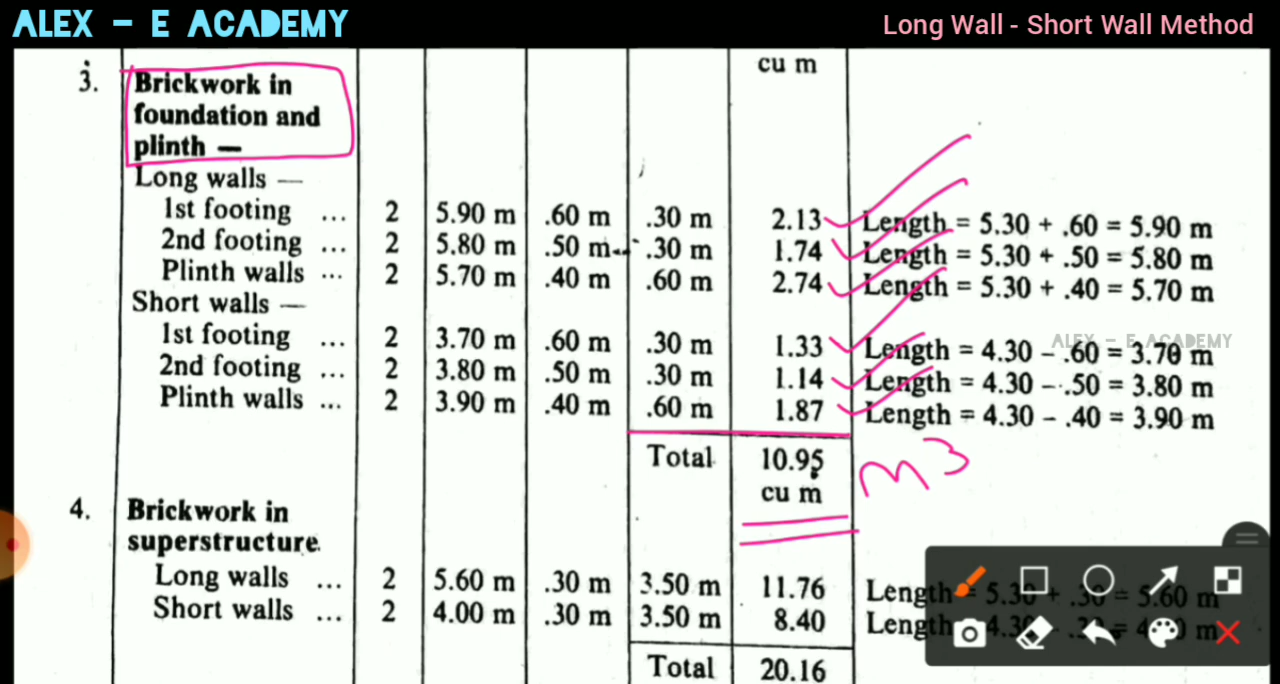 ALEX – E ACADEMY
Long Wall - Short Wall Method
cu m
3. Brickwork in
foundation and
plinth —
Long walls —
1st footing ... 2 5.90 m .60 m .30 m 2.13 Length = 5.30 + .60 = 5.90 m
2nd footing ... 2 5.80 m .50 m .30 m 1.74 Length = 5.30 + .50 = 5.80 m
Plinth walls ... 2 5.70 m .40 m .60 m 2.74 Length = 5.30 + .40 = 5.70 m
Short walls —
ALEX – E ACADEMY
1st footing ... 2 3.70 m .60 m .30 m 1.33 Length = 4.30 – .60 = 3.70 m
2nd footing ... 2 3.80 m .50 m .30 m 1.14 Length = 4.30 – .50 = 3.80 m
Plinth walls ... 2 3.90 m .40 m .60 m 1.87 Length = 4.30 – .40 = 3.90 m
Total 10.95
cu m
m3
4. Brickwork in
superstructure.
Long walls ... 2 5.60 m .30 m 3.50 m 11.76 Length = 5.30 + .30 = 5.60 m
Short walls ... 2 4.00 m .30 m 3.50 m 8.40 Length
Total 20.16